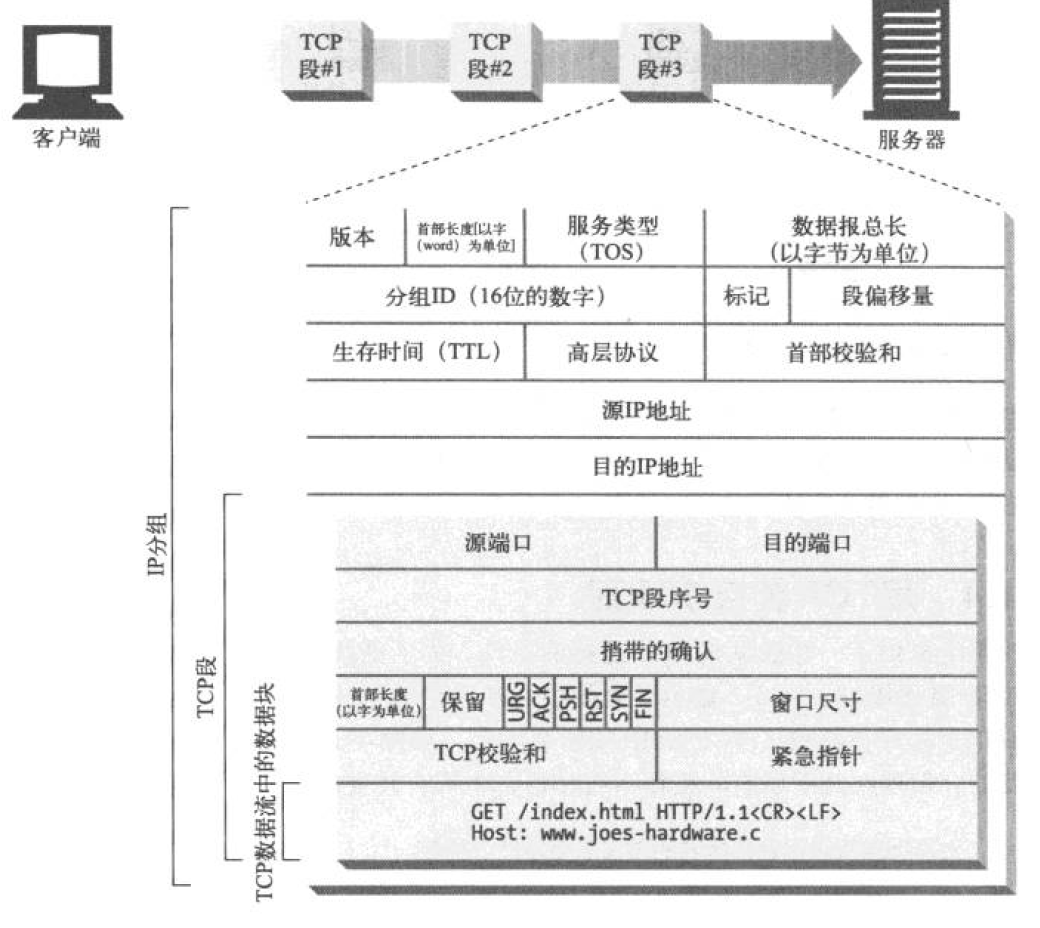 TCP
段#1
TCP
段#2
TCP
段#3
客户端
服务器
版本
首部长度[以字
(word) 为单位]
服务类型
(TOS)
数据报总长
(以字节为单位)
分组ID (16位的数字)
标记
段偏移量
生存时间 (TTL)
高层协议
首部校验和
源IP地址
目的IP地址
IP分组
TCP段
TCP数据流中的数据块
源端口
目的端口
TCP段序号
捎带的确认
首部长度
(以字为单位)
保留
URG
ACK
PSH
RST
SYN
FIN
窗口尺寸
TCP校验和
紧急指针
GET /index.html HTTP/1.1<CR><LF>
Host: www.joes-hardware.c